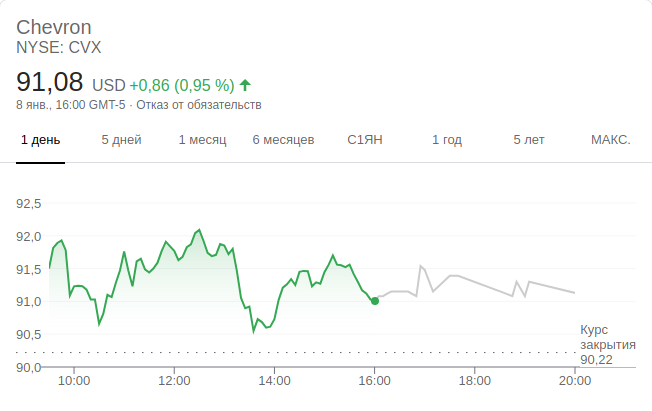 Chevron
NYSE: CVX
91,08 USD +0,86 (0,95 %)
8 янв., 16:00 GMT-5 · Отказ от обязательств
1 день 5 дней 1 месяц 6 месяцев С1ЯН 1 год 5 лет МАКС.
92,5
92,0
91,5
91,0
90,5
90,0
Курс
закрытия
90,22
10:00 12:00 14:00 16:00 18:00 20:00